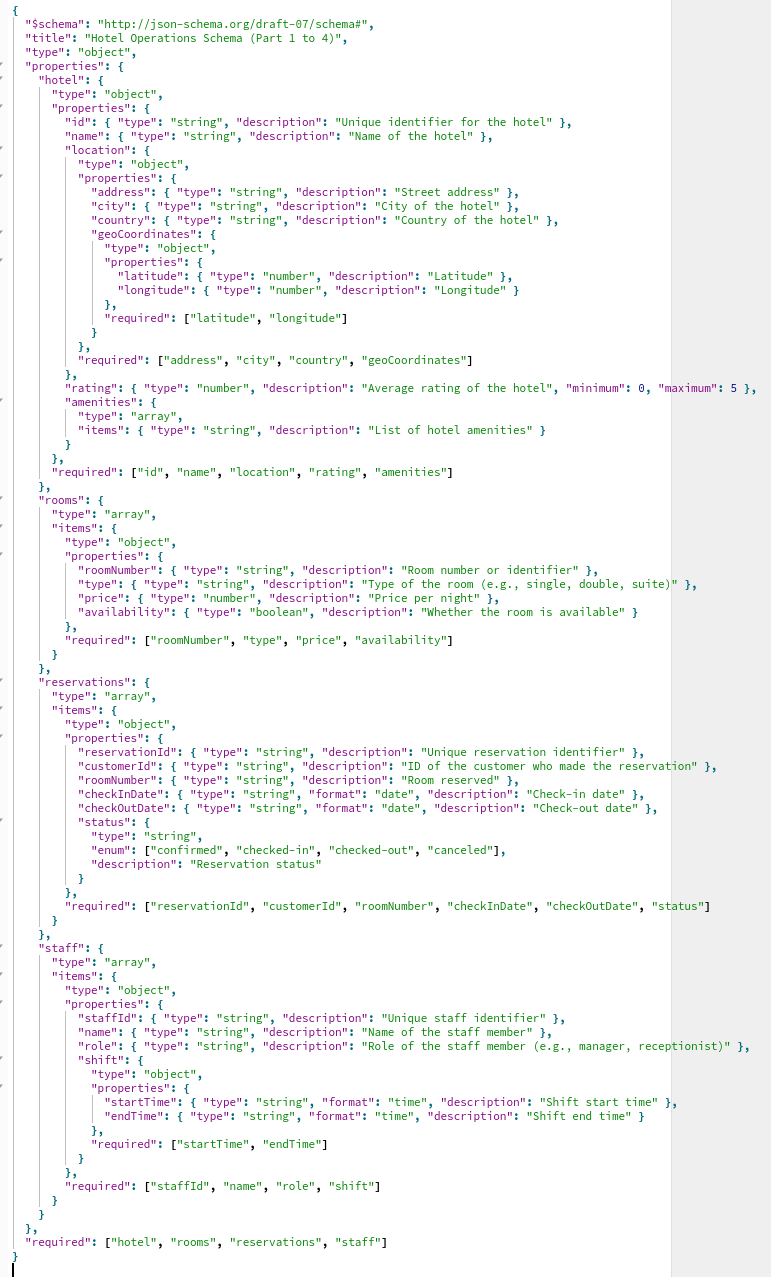 {
  "$schema": "http://json-schema.org/draft-07/schema#",
  "title": "Hotel Operations Schema (Part 1 to 4)",
  "type": "object",
  "properties": {
    "hotel": {
      "type": "object",
      "properties": {
        "id": { "type": "string", "description": "Unique identifier for the hotel" },
        "name": { "type": "string", "description": "Name of the hotel" },
        "location": {
          "type": "object",
          "properties": {
            "address": { "type": "string", "description": "Street address" },
            "city": { "type": "string", "description": "City of the hotel" },
            "country": { "type": "string", "description": "Country of the hotel" },
            "geoCoordinates": {
              "type": "object",
              "properties": {
                "latitude": { "type": "number", "description": "Latitude" },
                "longitude": { "type": "number", "description": "Longitude" }
              },
              "required": ["latitude", "longitude"]
            }
          },
          "required": ["address", "city", "country", "geoCoordinates"]
        },
        "rating": { "type": "number", "description": "Average rating of the hotel", "minimum": 0, "maximum": 5 },
        "amenities": {
          "type": "array",
          "items": { "type": "string", "description": "List of hotel amenities" }
        }
      },
      "required": ["id", "name", "location", "rating", "amenities"]
    },
    "rooms": {
      "type": "array",
      "items": {
        "type": "object",
        "properties": {
          "roomNumber": { "type": "string", "description": "Room number or identifier" },
          "type": { "type": "string", "description": "Type of the room (e.g., single, double, suite)" },
          "price": { "type": "number", "description": "Price per night" },
          "availability": { "type": "boolean", "description": "Whether the room is available" }
        },
        "required": ["roomNumber", "type", "price", "availability"]
      }
    },
    "reservations": {
      "type": "array",
      "items": {
        "type": "object",
        "properties": {
          "reservationId": { "type": "string", "description": "Unique reservation identifier" },
          "customerId": { "type": "string", "description": "ID of the customer who made the reservation" },
          "roomNumber": { "type": "string", "description": "Room reserved" },
          "checkInDate": { "type": "string", "format": "date", "description": "Check-in date" },
          "checkOutDate": { "type": "string", "format": "date", "description": "Check-out date" },
          "status": {
            "type": "string",
            "enum": ["confirmed", "checked-in", "checked-out", "canceled"],
            "description": "Reservation status"
          }
        },
        "required": ["reservationId", "customerId", "roomNumber", "checkInDate", "checkOutDate", "status"]
      }
    },
    "staff": {
      "type": "array",
      "items": {
        "type": "object",
        "properties": {
          "staffId": { "type": "string", "description": "Unique staff identifier" },
          "name": { "type": "string", "description": "Name of the staff member" },
          "role": { "type": "string", "description": "Role of the staff member (e.g., manager, receptionist)" },
          "shift": {
            "type": "object",
            "properties": {
              "startTime": { "type": "string", "format": "time", "description": "Shift start time" },
              "endTime": { "type": "string", "format": "time", "description": "Shift end time" }
            },
            "required": ["startTime", "endTime"]
          }
        },
        "required": ["staffId", "name", "role", "shift"]
      }
    }
  },
  "required": ["hotel", "rooms", "reservations", "staff"]
}